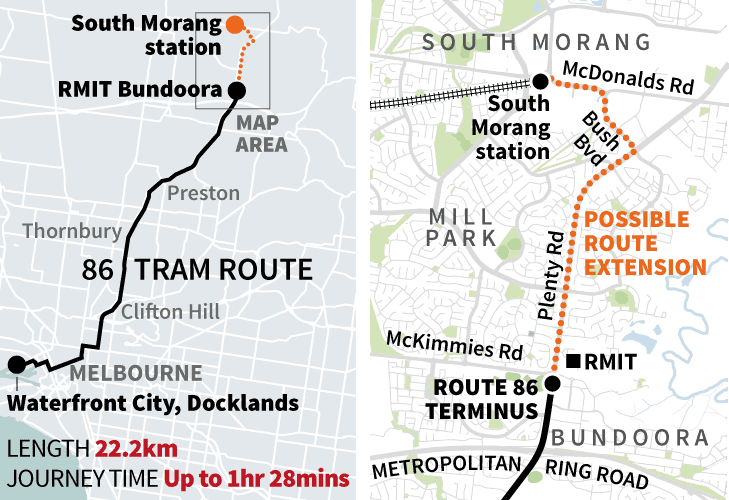 South Morang
station
RMIT Bundoora
MAP
AREA
Preston
Thornbury
86 TRAM ROUTE
Clifton Hill
MELBOURNE
Waterfront City, Docklands
LENGTH 22.2km
JOURNEY TIME Up to 1hr 28mins
SOUTH MORANG
McDonalds Rd
South
Morang
station
Bush
Bvd
MILL
PARK
POSSIBLE
ROUTE
EXTENSION
Plenty Rd
McKimmies Rd
RMIT
ROUTE 86
TERMINUS
BUNDOORA
METROPOLITAN RING ROAD